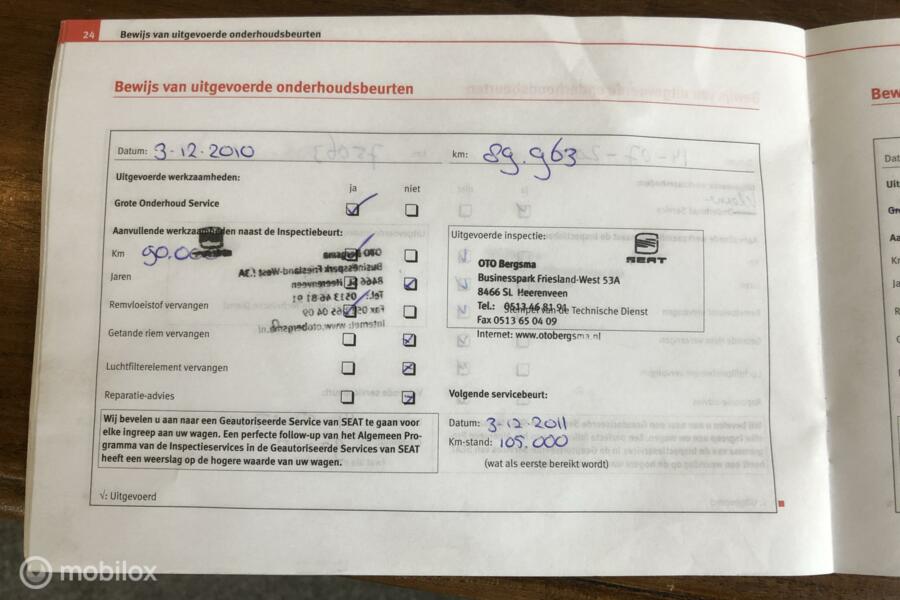 24 Bewijs van uitgevoerde onderhoudsbeurten
Bewijs van uitgevoerde onderhoudsbeurten
Datum: 3-12-2010 km: 89.963
Uitgevoerde werkzaamheden:
ja niet
Grote Onderhoud Service
Aanvullende werkzaamheden naast de Inspectiebeurt:
Km 90.000
Jaren
Remvloeistof vervangen
Getande riem vervangen
Luchtfilterelement vervangen
Reparatie-advies
Uitgevoerde inspectie:
SEAT
OTO Bergsma
Businesspark Friesland-West 53A
8466 SL Heerenveen
Tel.: 0513 46 81 91
Stempel van de Technische Dienst
Fax 0513 65 04 09
Internet: www.otobergsma.nl
Volgende servicebeurt:
Datum: 3-12-2011
Km-stand: 105.000
(wat als eerste bereikt wordt)
Wij bevelen u aan naar een Geautoriseerde Service van SEAT te gaan voor
elke ingreep aan uw wagen. Een perfecte follow-up van het Algemeen Pro-
gramma van de Inspectieservices in de Geautoriseerde Services van SEAT
heeft een weerslag op de hogere waarde van uw wagen.
√: Uitgevoerd
mobilox